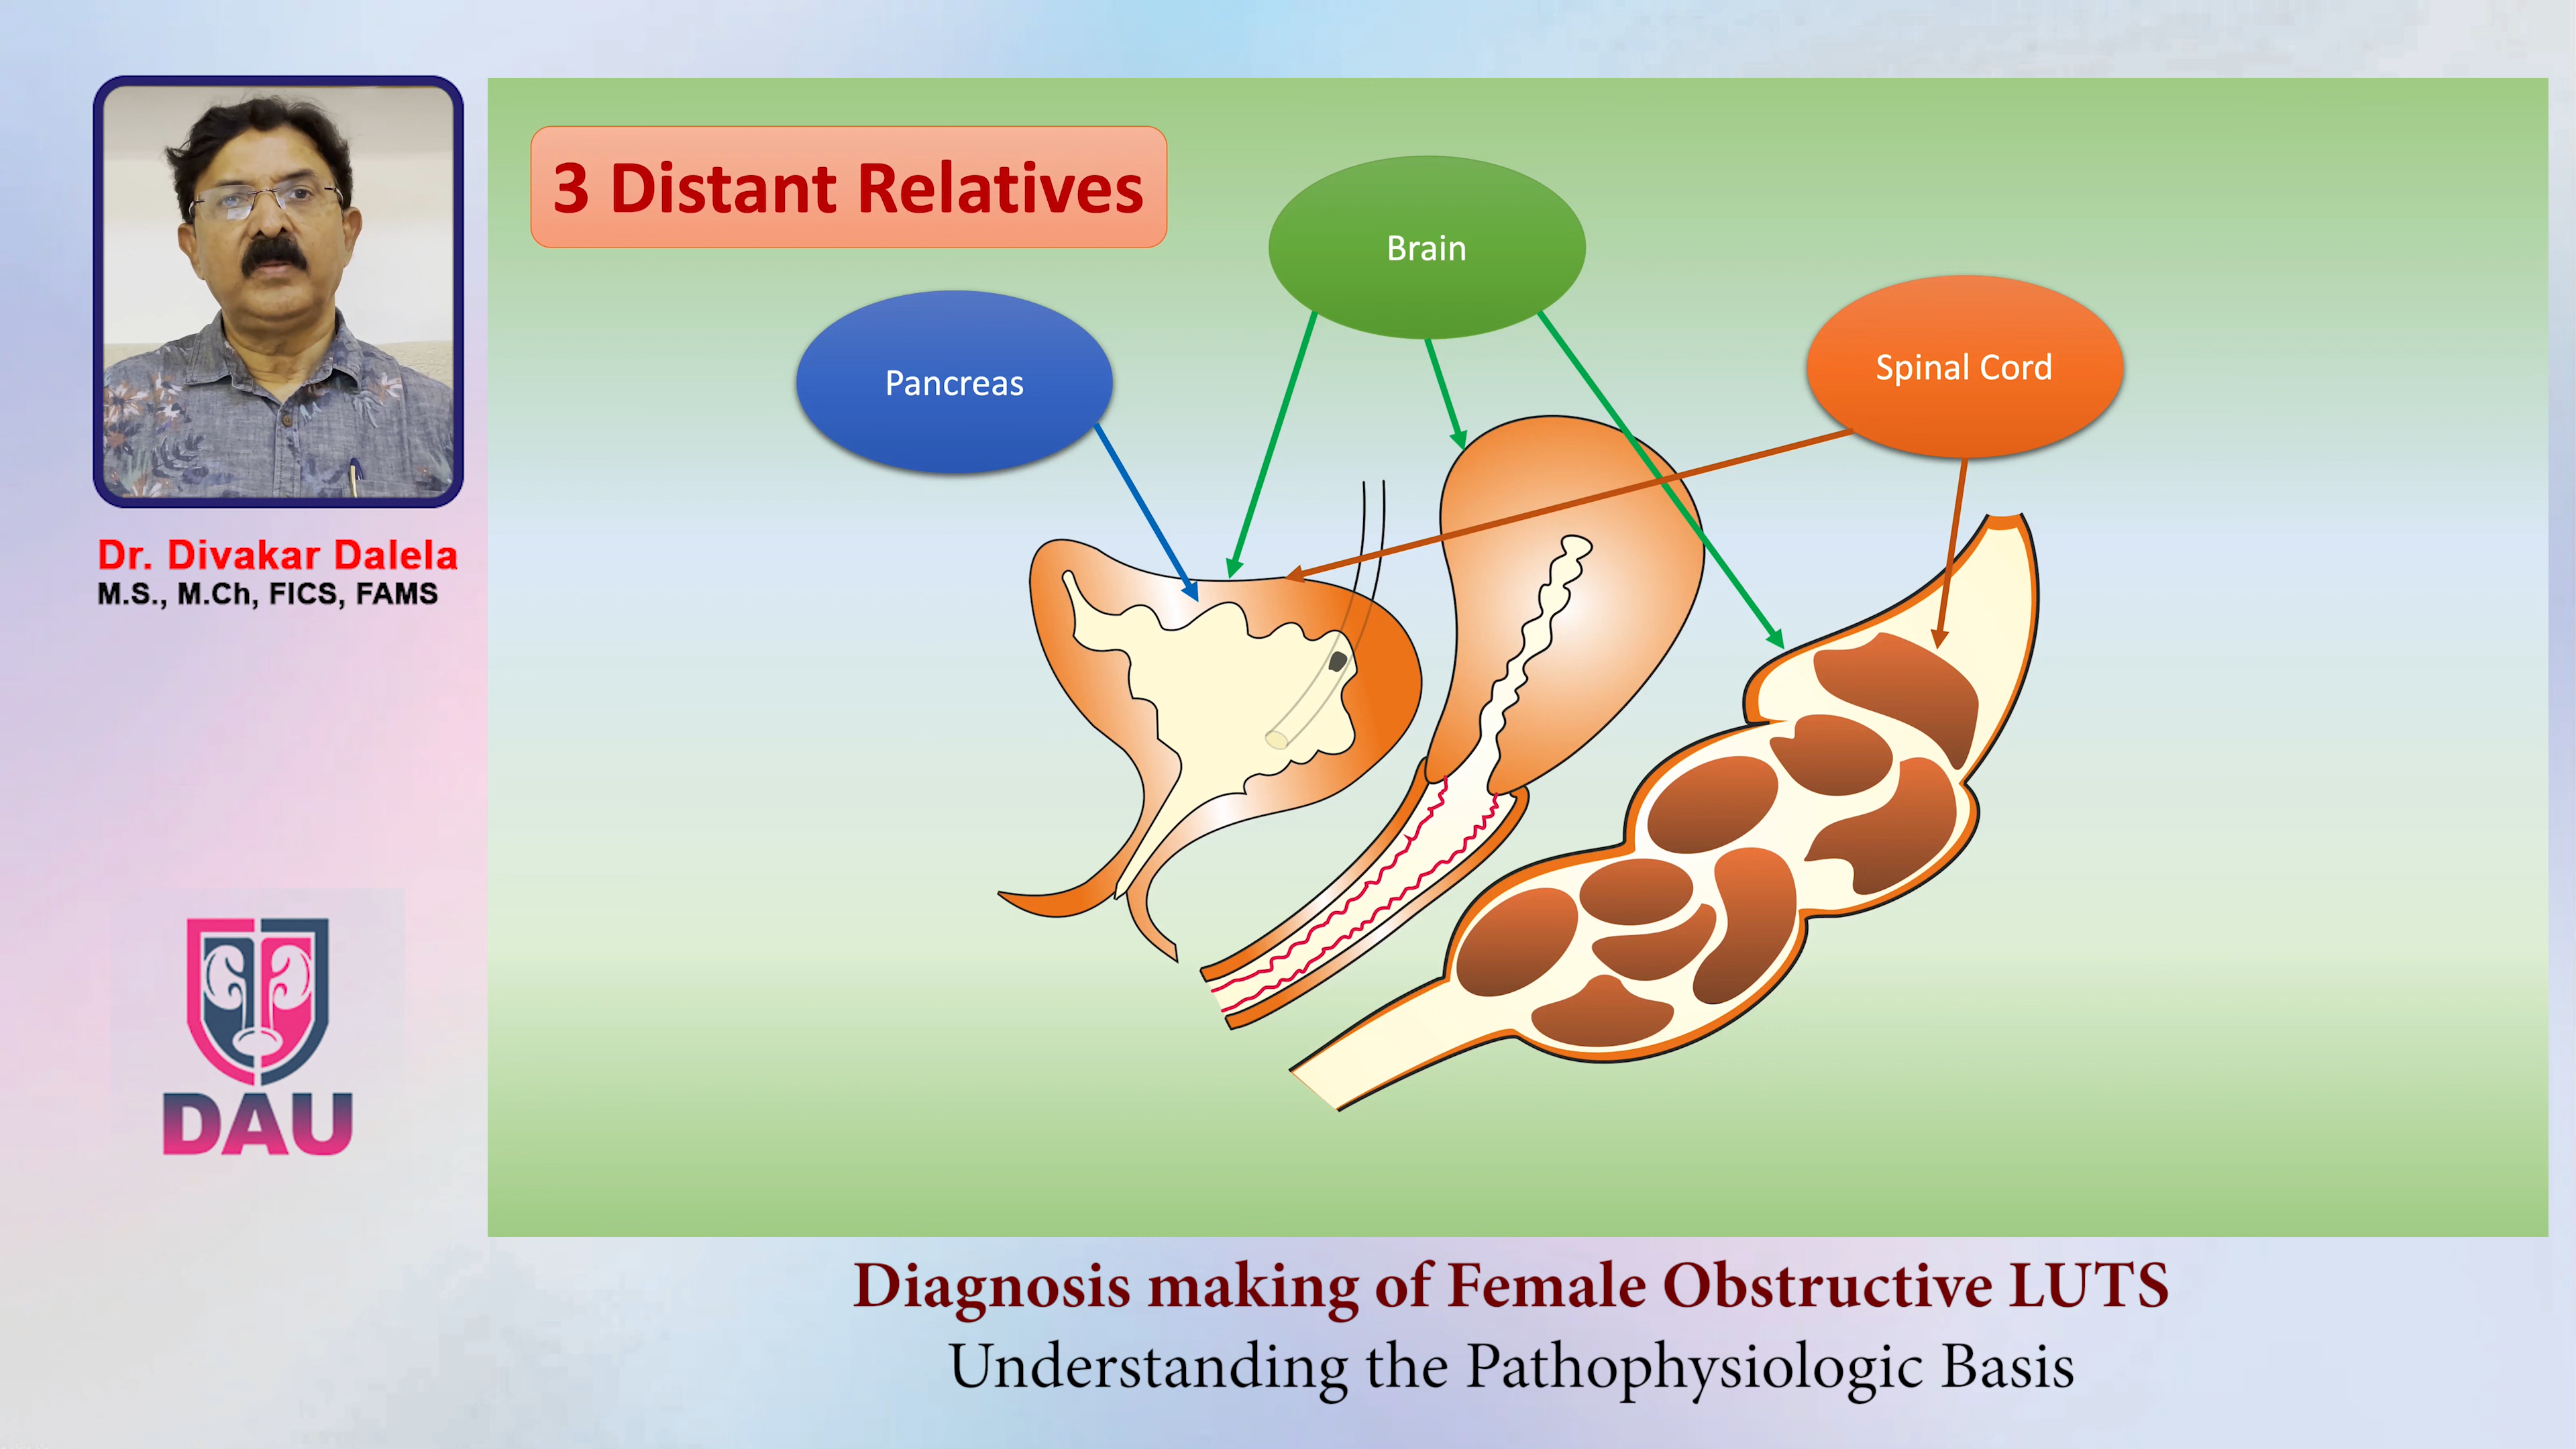 3 Distant Relatives
Brain
Pancreas
Spinal Cord
Dr. Divakar Dalela
M.S., M.Ch, FICS, FAMS
DAU
Diagnosis making of Female Obstructive LUTS
Understanding the Pathophysiologic Basis